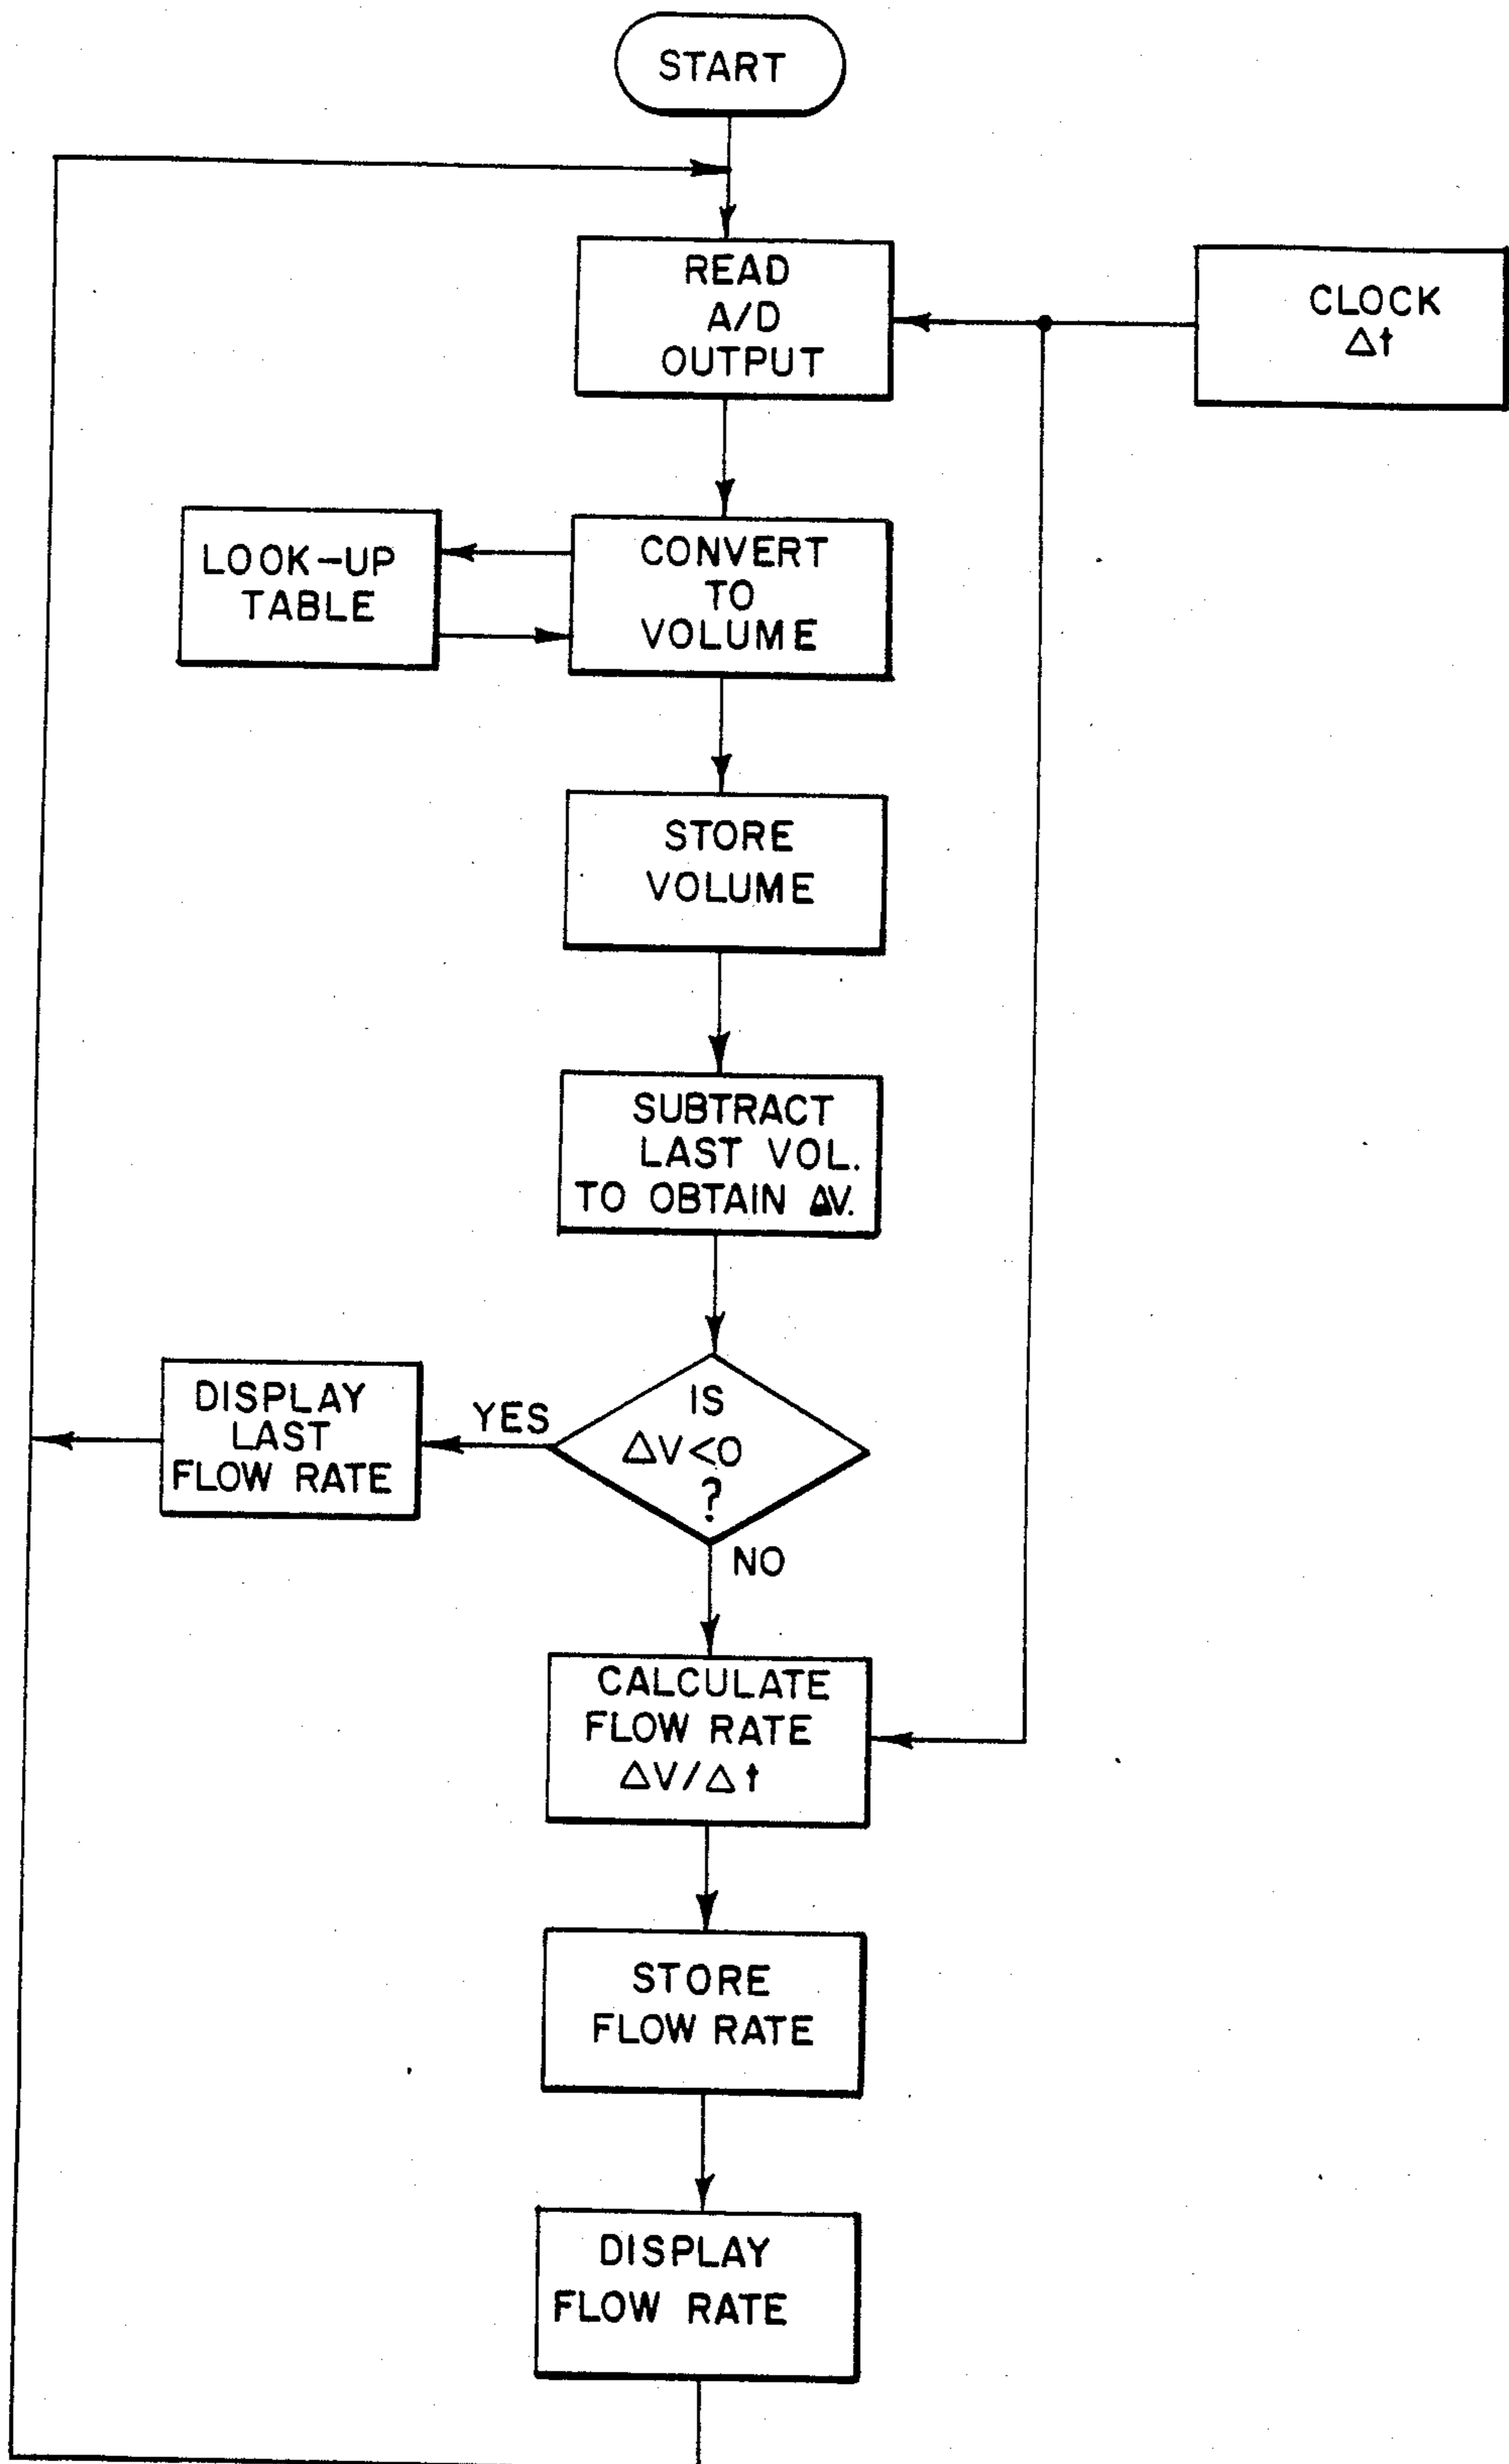 START
READ
A/D
OUTPUT
CLOCK
Δt
LOOK-UP
TABLE
CONVERT
TO
VOLUME
STORE
VOLUME
SUBTRACT
LAST VOL.
TO OBTAIN ΔV.
IS
ΔV<0
?
YES
DISPLAY
LAST
FLOW RATE
NO
CALCULATE
FLOW RATE
ΔV/Δt
STORE
FLOW RATE
DISPLAY
FLOW RATE